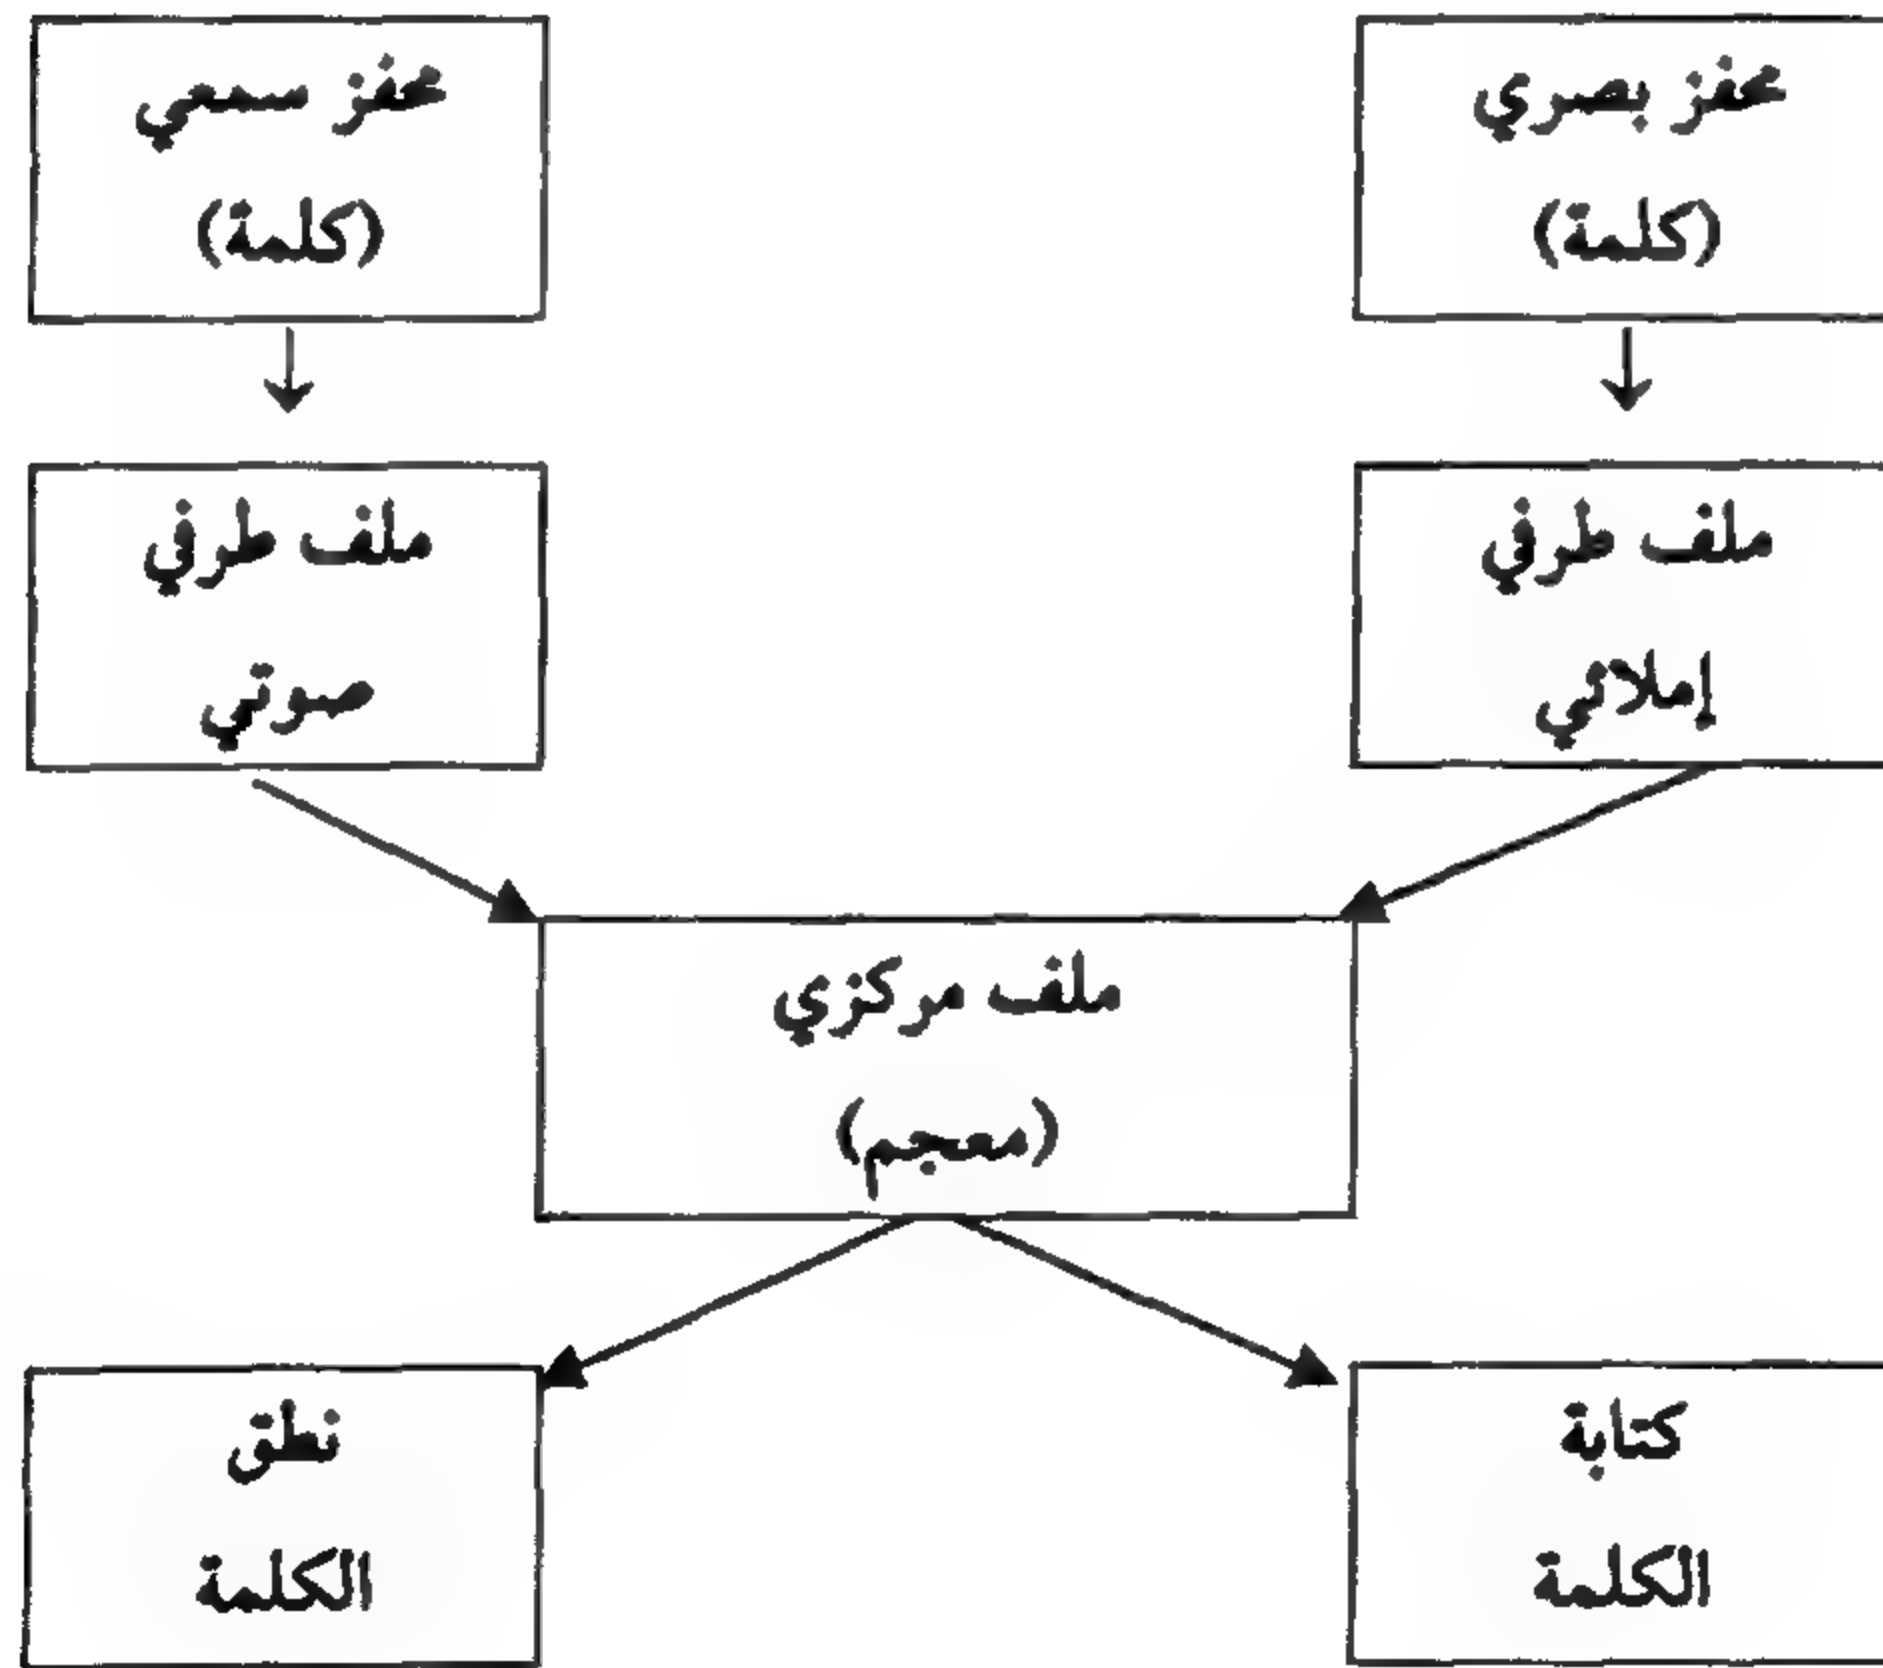 محفز بصري
(كلمة)
محفز سمعي
(كلمة)
ملف طرفي
إملائي
ملف طرفي
صوتي
ملف مركزي
(معجم)
كتابة
الكلمة
نطق
الكلمة